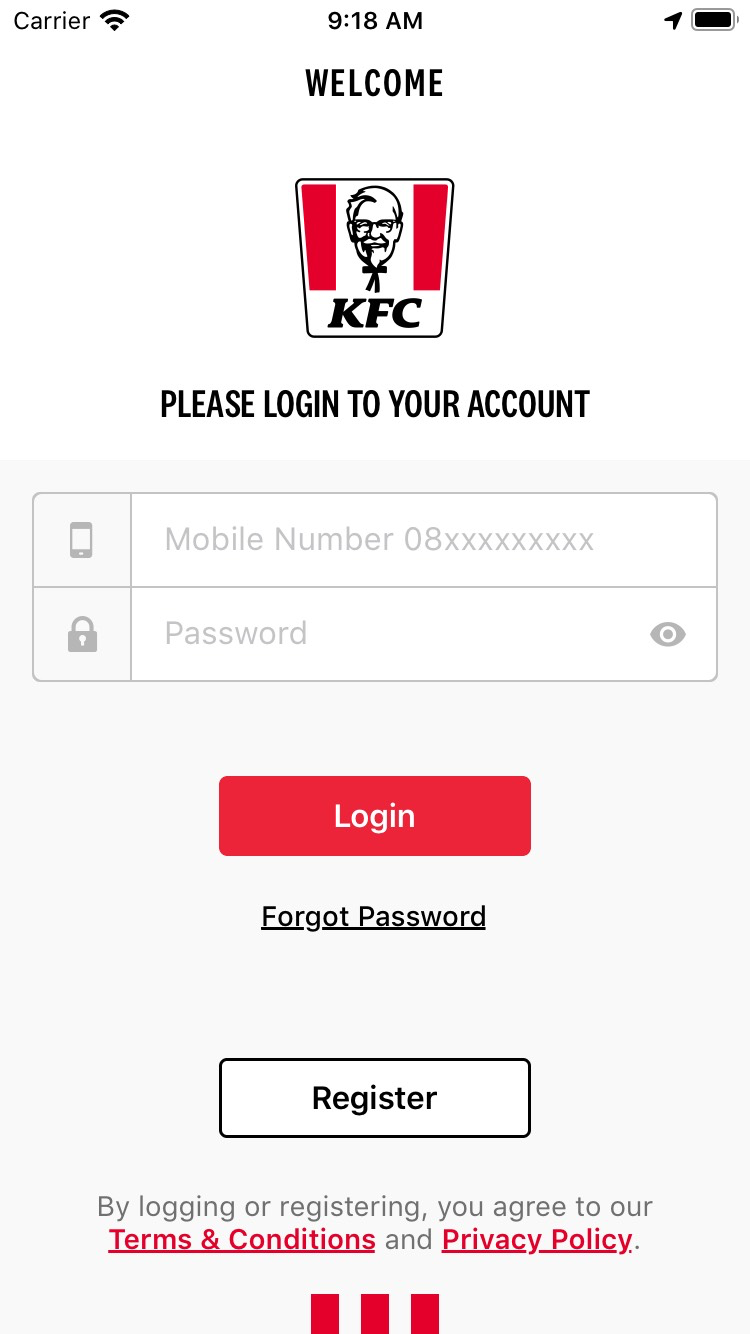 Carrier 9:18 AM
WELCOME
KFC
PLEASE LOGIN TO YOUR ACCOUNT
Mobile Number 08xxxxxxxxx
Password
Login
Forgot Password
Register
By logging or registering, you agree to our
Terms & Conditions and Privacy Policy.